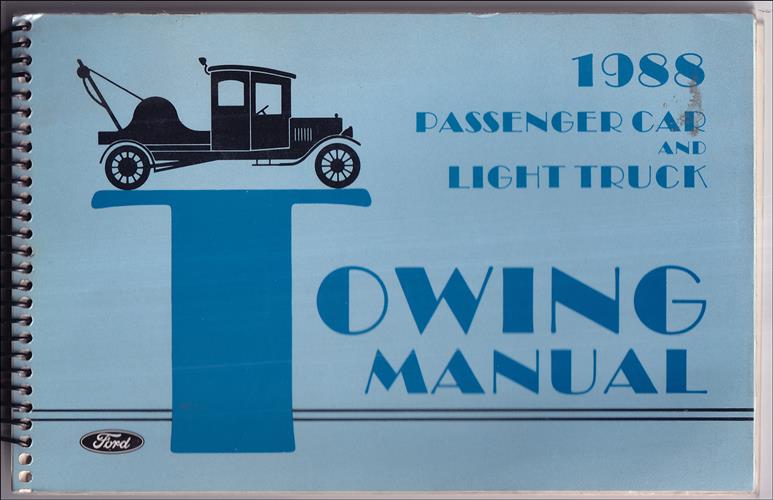 1988
PASSENGER CAR
AND
LIGHT TRUCK
TOWING
MANUAL
Ford